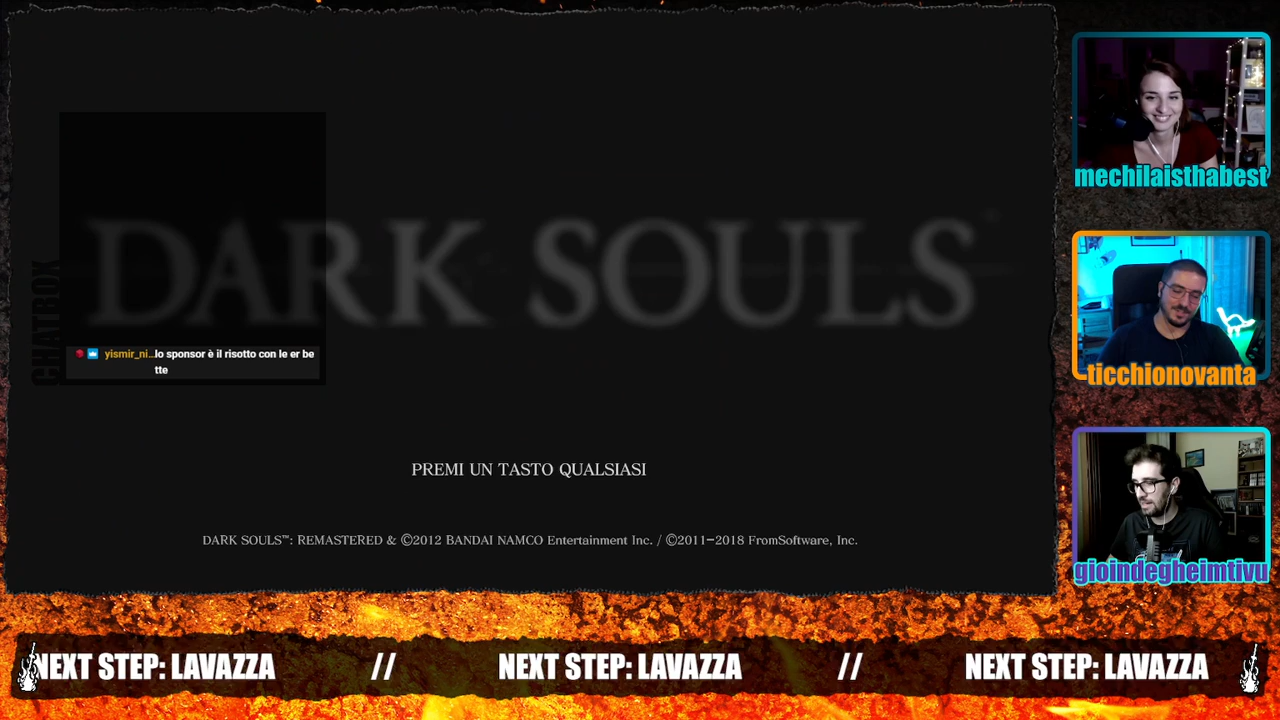 DARK SOULS™
CHATBOX
yismir_ni...lo sponsor è il risotto con le er be
tte
PREMI UN TASTO QUALSIASI
DARK SOULS™: REMASTERED & ©2012 BANDAI NAMCO Entertainment Inc. / ©2011-2018 FromSoftware, Inc.
mechilaisthabest
ticchionovanta
gioindegheimtivu
NEXT STEP: LAVAZZA // NEXT STEP: LAVAZZA // NEXT STEP: LAVAZZA